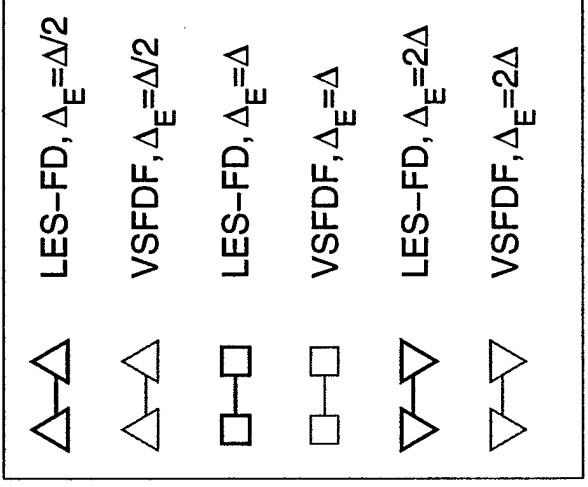 LES-FD, Δ_E=Δ/2
VSFDF, Δ_E=Δ/2
LES-FD, Δ_E=Δ
VSFDF, Δ_E=Δ
LES-FD, Δ_E=2Δ
VSFDF, Δ_E=2Δ